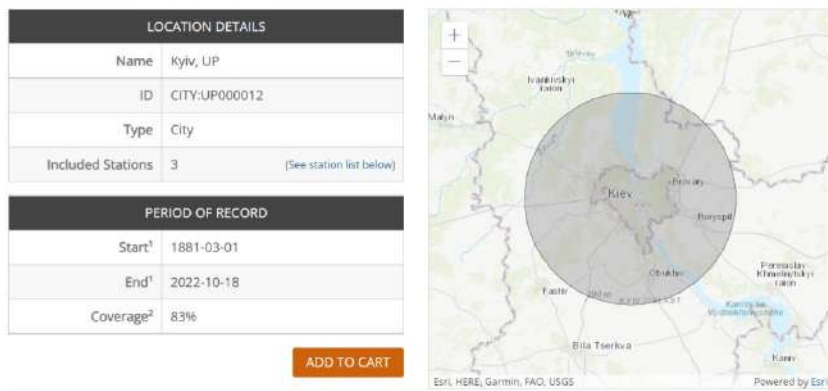 LOCATION DETAILS
Name Kyiv, UP
ID CITY:UP000012
Type City
Included Stations 3 (See station list below)
PERIOD OF RECORD
Start¹ 1881-03-01
End¹ 2022-10-18
Coverage² 83%
ADD TO CART
+
−
Ivankivskyi
raion
Malyn
Kiev
Brovary
Boryspil
Obukhiv
Fastiv
Pereiaslav-
Khmelnytskyi
raion
Bila Tserkva
Kaniv
Esri, HERE, Garmin, FAO, USGS
Powered by Esri